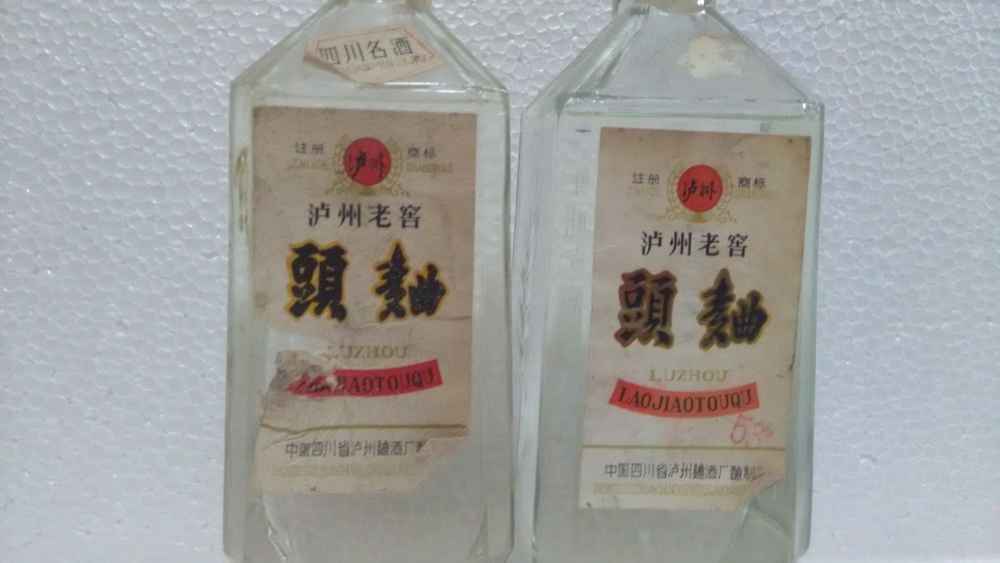 四川名酒
注册 泸州 商标
泸州老窖
頭麯
LUZHOU
LAOJIAOTOUQU
中国四川省泸州麯酒厂
注册 泸州 商标
泸州老窖
頭麯
LUZHOU
LAOJIAOTOUQU
中国四川省泸州麯酒厂酿制